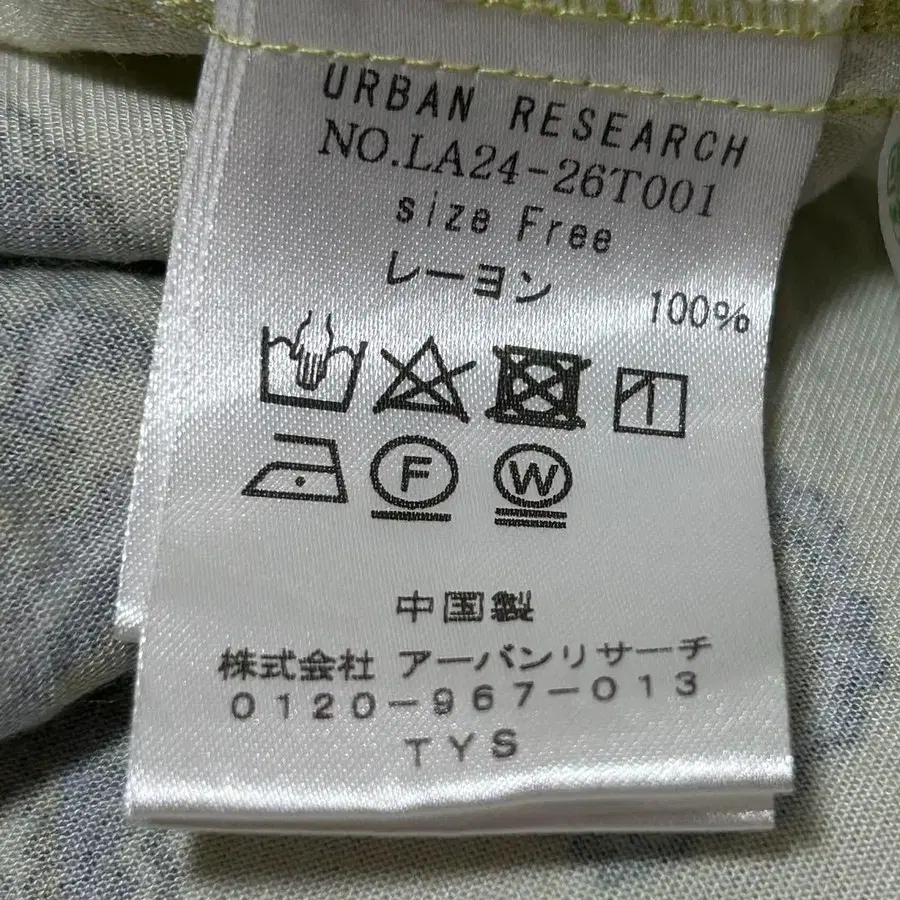 URBAN RESEARCH
NO.LA24-26T001
size Free
レーヨン 100%
F W
中国製
株式会社 アーバンリサーチ
0120-967-013
TYS